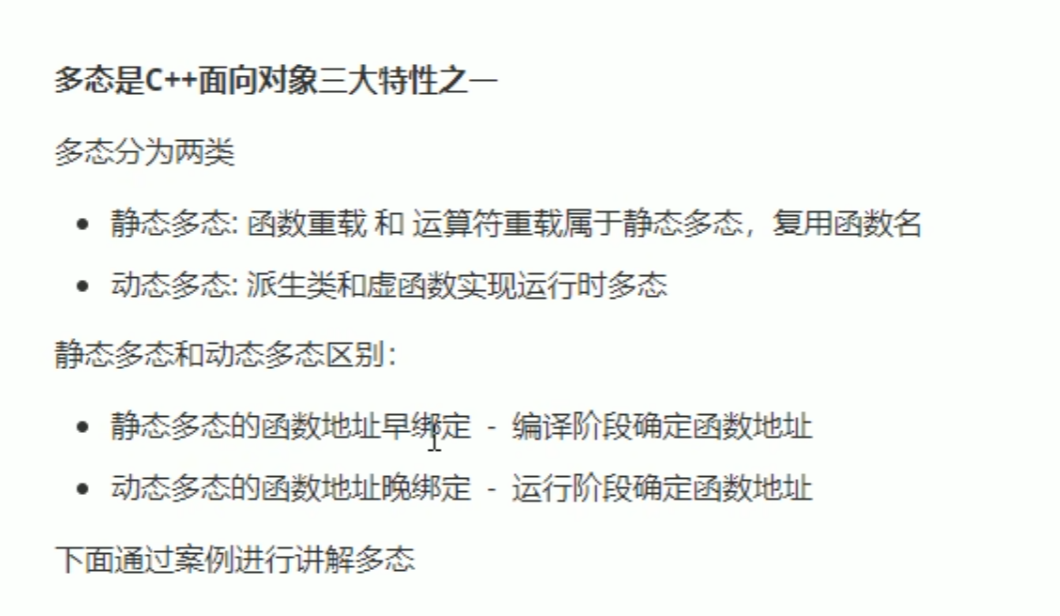 多态是C++面向对象三大特性之一
多态分为两类
• 静态多态: 函数重载 和 运算符重载属于静态多态，复用函数名
• 动态多态: 派生类和虚函数实现运行时多态
静态多态和动态多态区别：
• 静态多态的函数地址早绑定 - 编译阶段确定函数地址
• 动态多态的函数地址晚绑定 - 运行阶段确定函数地址
下面通过案例进行讲解多态